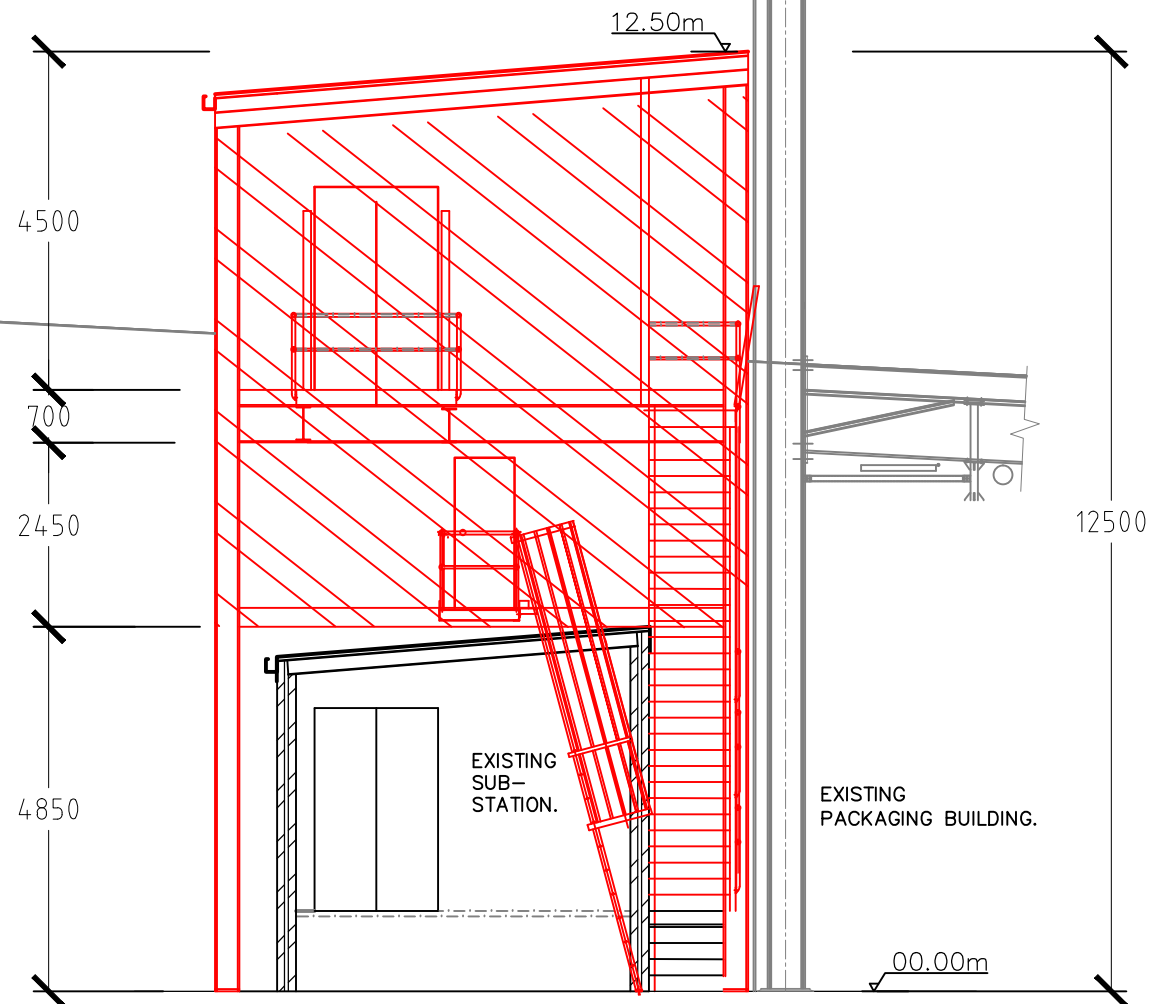 12.50m
4500
700
2450
12500
EXISTING
SUB-
STATION.
4850
EXISTING
PACKAGING BUILDING.
00.00m